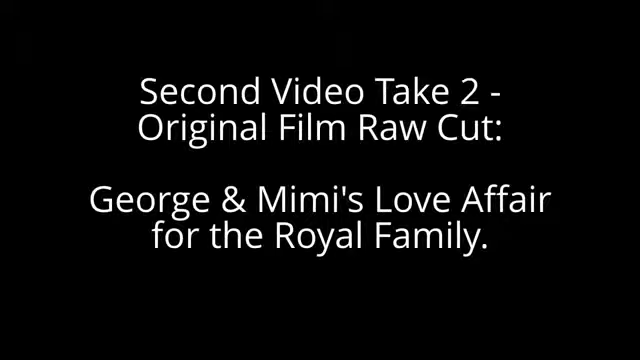 Second Video Take 2 -
Original Film Raw Cut:
George & Mimi's Love Affair
for the Royal Family.